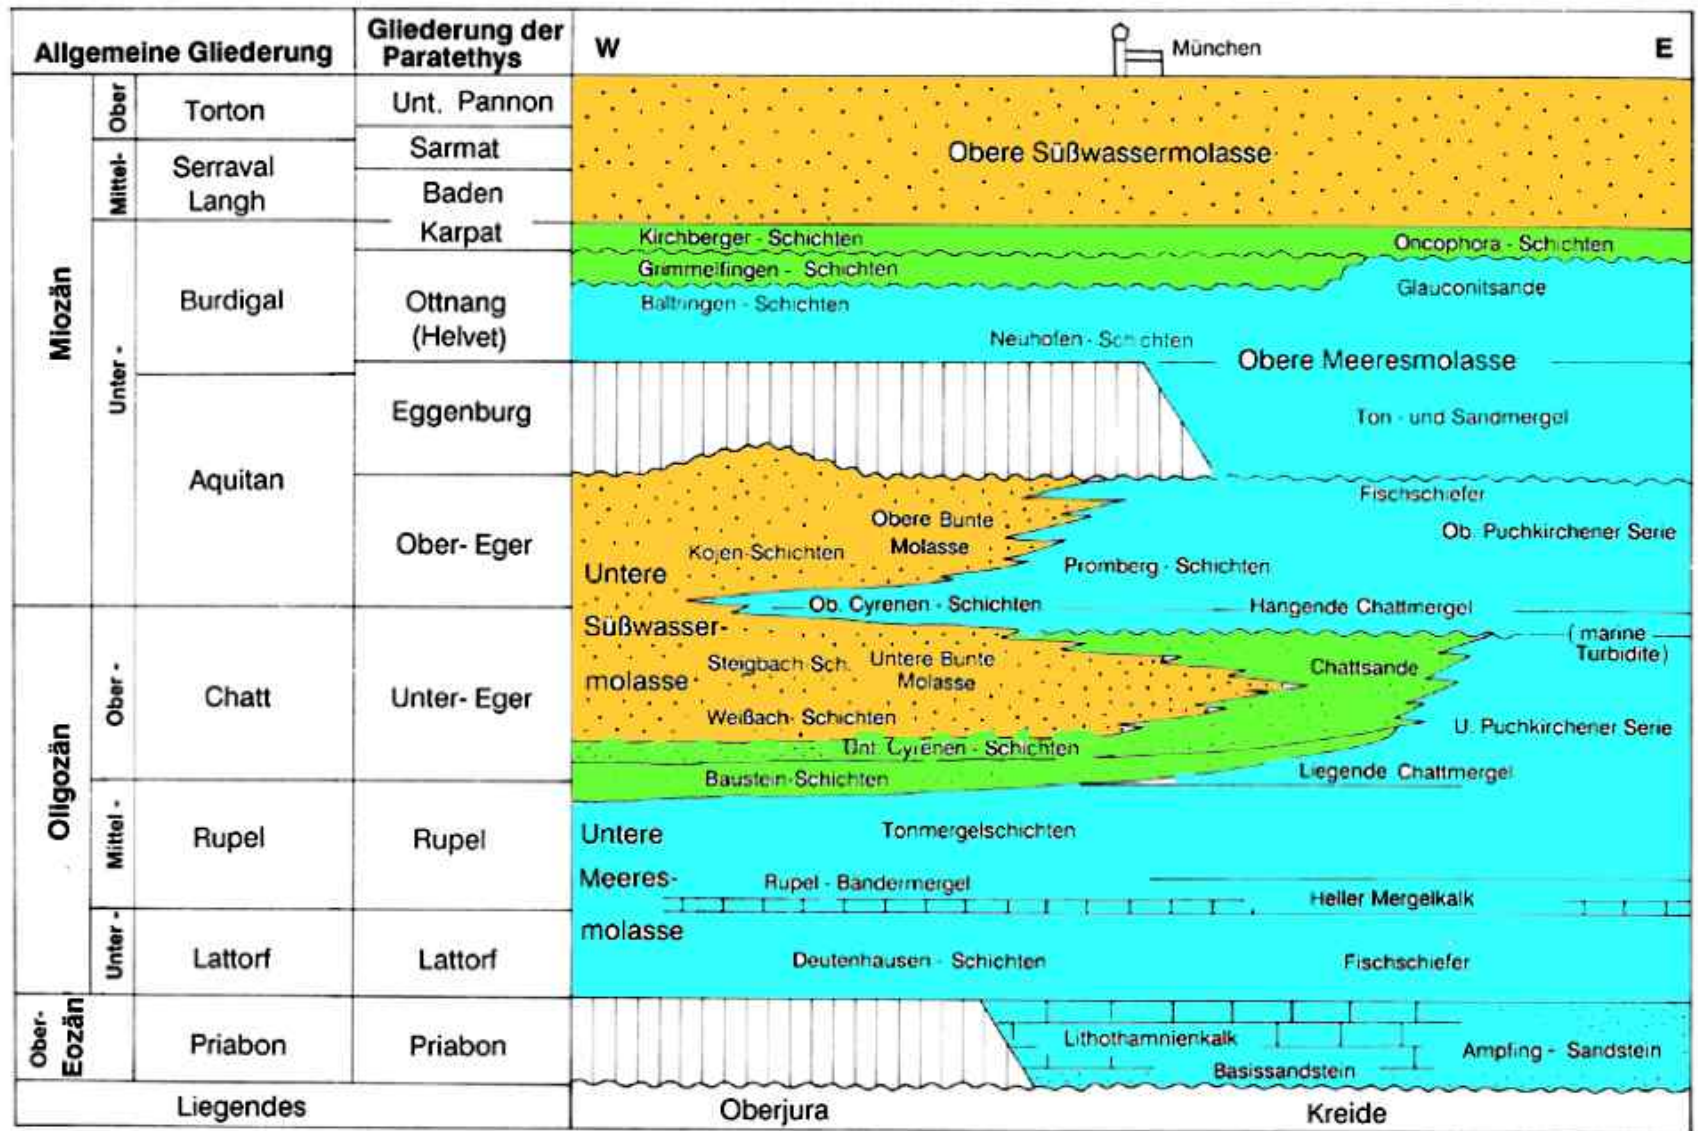 Allgemeine Gliederung
Gliederung der
Paratethys
W
München
E
Miozän
Ober
Torton
Unt. Pannon
Mittel-
Serraval
Langh
Sarmat
Baden
Obere Süßwassermolasse
Unter -
Karpat
Kirchberger - Schichten
Oncophora - Schichten
Grimmelfingen - Schichten
Burdigal
Ottnang
(Helvet)
Baltringen - Schichten
Glauconitsande
Neuhofen - Schichten
Obere Meeresmolasse
Eggenburg
Ton - und Sandmergel
Aquitan
Ober- Eger
Fischschiefer
Obere Bunte
Molasse
Ob. Puchkirchener Serie
Kojen-Schichten
Promberg - Schichten
Untere
Süßwasser-
molasse
Ob. Cyrenen - Schichten
Hangende Chattmergel
(marine
Turbidite)
Oligozän
Ober -
Chatt
Unter- Eger
Steigbach-Sch.
Untere Bunte
Molasse
Chattsande
Weißach- Schichten
U. Puchkirchener Serie
Unt. Cyrenen - Schichten
Baustein-Schichten
Liegende Chattmergel
Mittel -
Rupel
Rupel
Untere
Meeres-
molasse
Tonmergelschichten
Rupel - Bändermergel
Heller Mergelkalk
Unter -
Lattorf
Lattorf
Deutenhausen - Schichten
Fischschiefer
Ober-
Eozän
Priabon
Priabon
Lithothamnienkalk
Ampfing - Sandstein
Basissandstein
Liegendes
Oberjura
Kreide